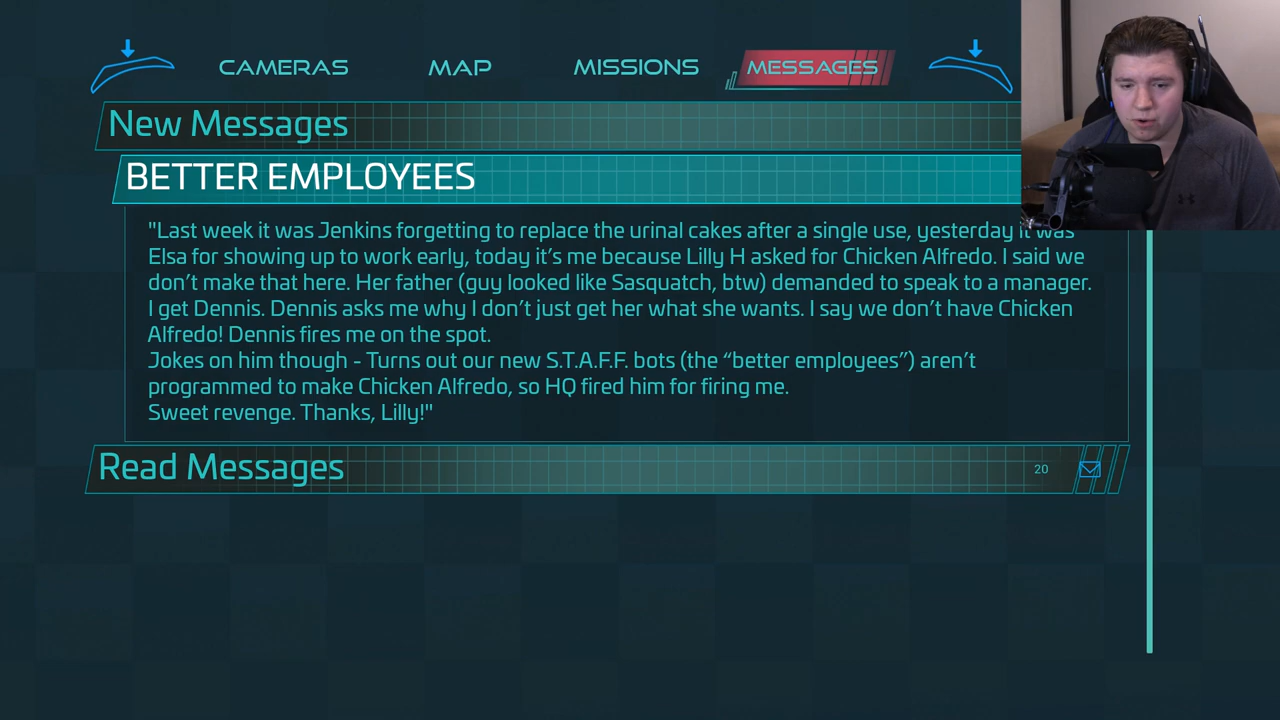 CAMERAS MAP MISSIONS MESSAGES
New Messages
BETTER EMPLOYEES
"Last week it was Jenkins forgetting to replace the urinal cakes after a single use, yesterday it was
Elsa for showing up to work early, today it’s me because Lilly H asked for Chicken Alfredo. I said we
don’t make that here. Her father (guy looked like Sasquatch, btw) demanded to speak to a manager.
I get Dennis. Dennis asks me why I don’t just get her what she wants. I say we don’t have Chicken
Alfredo! Dennis fires me on the spot.
Jokes on him though - Turns out our new S.T.A.F.F. bots (the “better employees”) aren’t
programmed to make Chicken Alfredo, so HQ fired him for firing me.
Sweet revenge. Thanks, Lilly!"
Read Messages 20